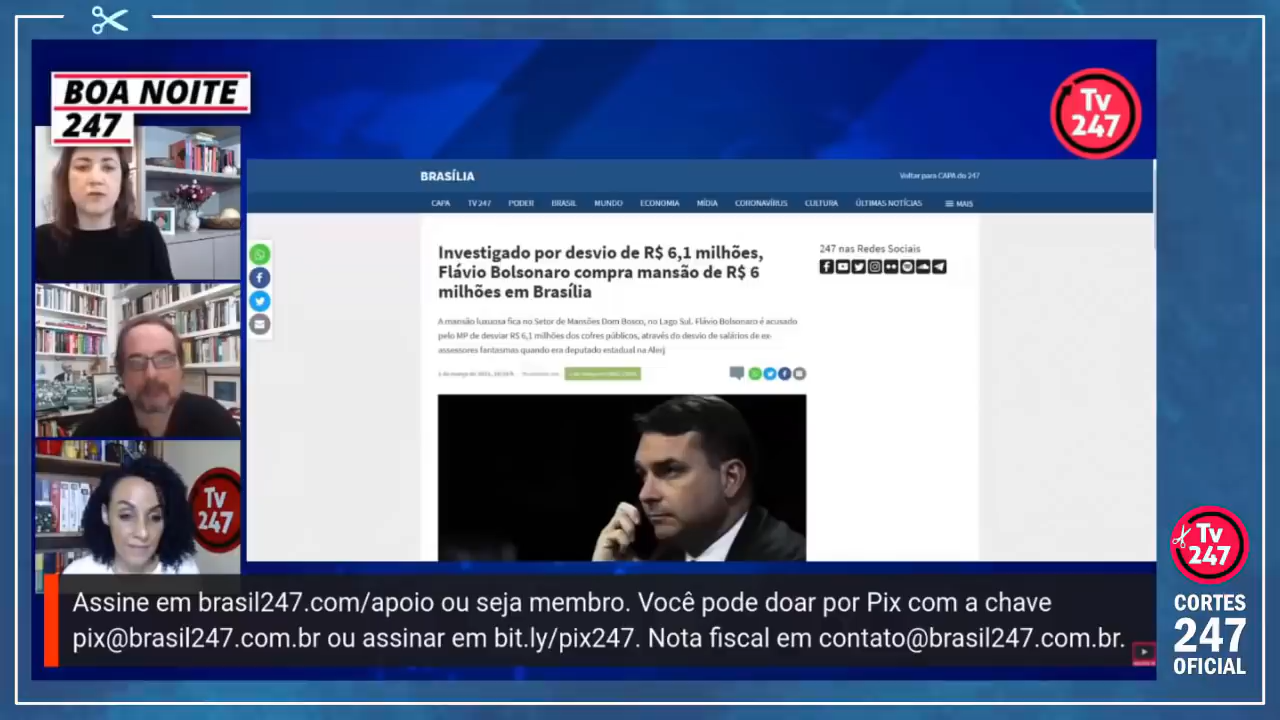 BOA NOITE
247
Tv
247
BRASÍLIA
Voltar para CAPA do 247
CAPA TV 247 PODER BRASIL MUNDO ECONOMIA MÍDIA CORONAVÍRUS CULTURA ÚLTIMAS NOTÍCIAS MAIS
Investigado por desvio de R$ 6,1 milhões,
Flávio Bolsonaro compra mansão de R$ 6
milhões em Brasília
247 nas Redes Sociais
A mansão luxuosa fica no Setor de Mansões Dom Bosco, no Lago Sul. Flávio Bolsonaro é acusado
pelo MP de desviar R$ 6,1 milhões dos cofres públicos, através do desvio de salários de ex-
assessores fantasmas quando era deputado estadual na Alerj
Tv
247
Assine em brasil247.com/apoio ou seja membro. Você pode doar por Pix com a chave
pix@brasil247.com.br ou assinar em bit.ly/pix247. Nota fiscal em contato@brasil247.com.br.
Tv
247
CORTES
247
OFICIAL